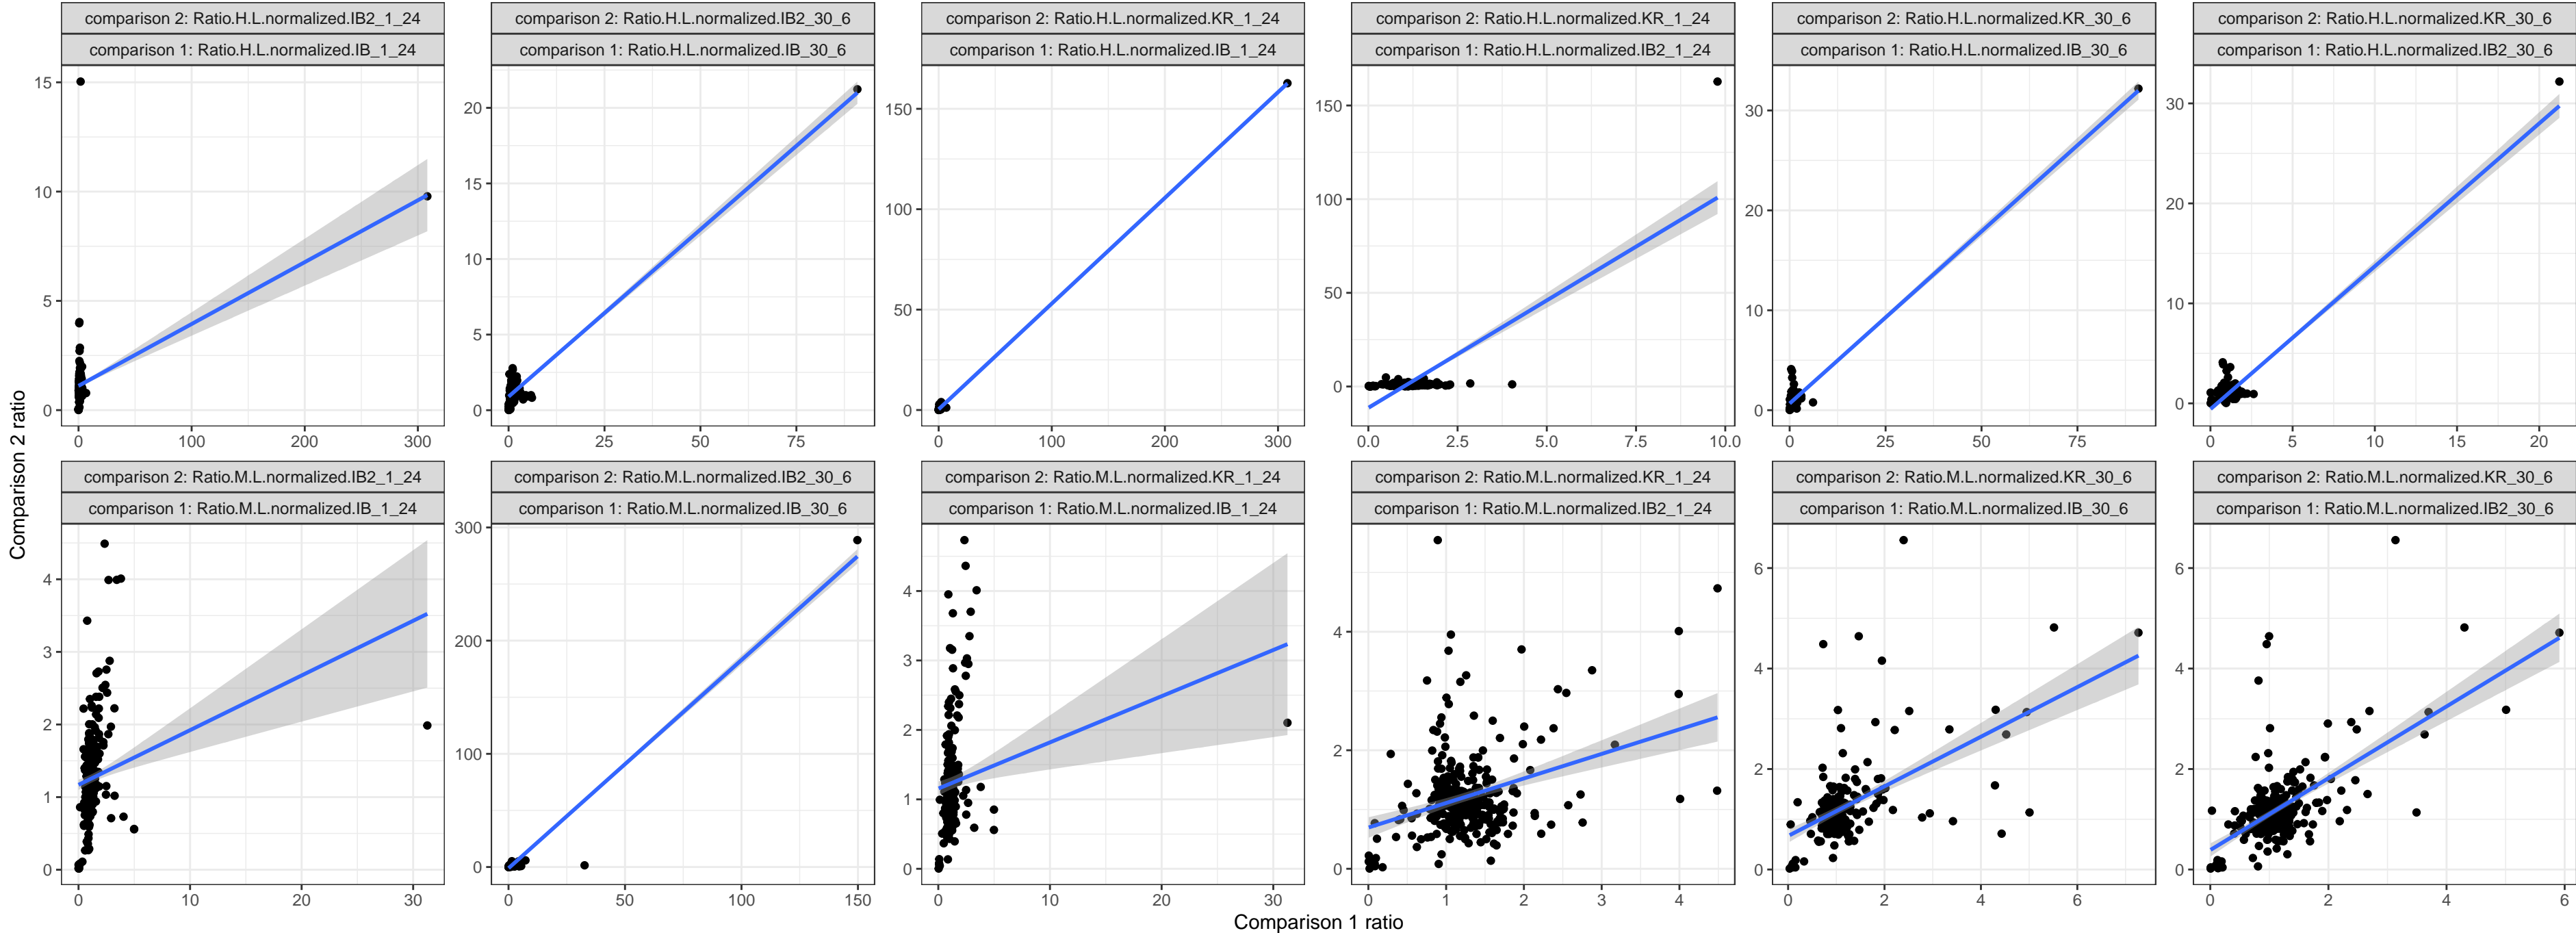 comparison 2: Ratio.H.L.normalized.IB2_1_24
comparison 1: Ratio.H.L.normalized.IB_1_24
15
10
5
0
0 100 200 300
comparison 2: Ratio.H.L.normalized.IB2_30_6
comparison 1: Ratio.H.L.normalized.IB_30_6
20
15
10
5
0
0 25 50 75
comparison 2: Ratio.H.L.normalized.KR_1_24
comparison 1: Ratio.H.L.normalized.IB_1_24
150
100
50
0
0 100 200 300
comparison 2: Ratio.H.L.normalized.KR_1_24
comparison 1: Ratio.H.L.normalized.IB2_1_24
150
100
50
0
0.0 2.5 5.0 7.5 10.0
comparison 2: Ratio.H.L.normalized.KR_30_6
comparison 1: Ratio.H.L.normalized.IB_30_6
30
20
10
0
0 25 50 75
comparison 2: Ratio.H.L.normalized.KR_30_6
comparison 1: Ratio.H.L.normalized.IB2_30_6
30
20
10
0
0 5 10 15 20
Comparison 2 ratio
comparison 2: Ratio.M.L.normalized.IB2_1_24
comparison 1: Ratio.M.L.normalized.IB_1_24
4
3
2
1
0
0 10 20 30
comparison 2: Ratio.M.L.normalized.IB2_30_6
comparison 1: Ratio.M.L.normalized.IB_30_6
300
200
100
0
0 50 100 150
comparison 2: Ratio.M.L.normalized.KR_1_24
comparison 1: Ratio.M.L.normalized.IB_1_24
4
3
2
1
0
0 10 20 30
comparison 2: Ratio.M.L.normalized.KR_1_24
comparison 1: Ratio.M.L.normalized.IB2_1_24
4
2
0
0 1 2 3 4
comparison 2: Ratio.M.L.normalized.KR_30_6
comparison 1: Ratio.M.L.normalized.IB_30_6
6
4
2
0
0 2 4 6
comparison 2: Ratio.M.L.normalized.KR_30_6
comparison 1: Ratio.M.L.normalized.IB2_30_6
6
4
2
0
0 2 4 6
Comparison 1 ratio